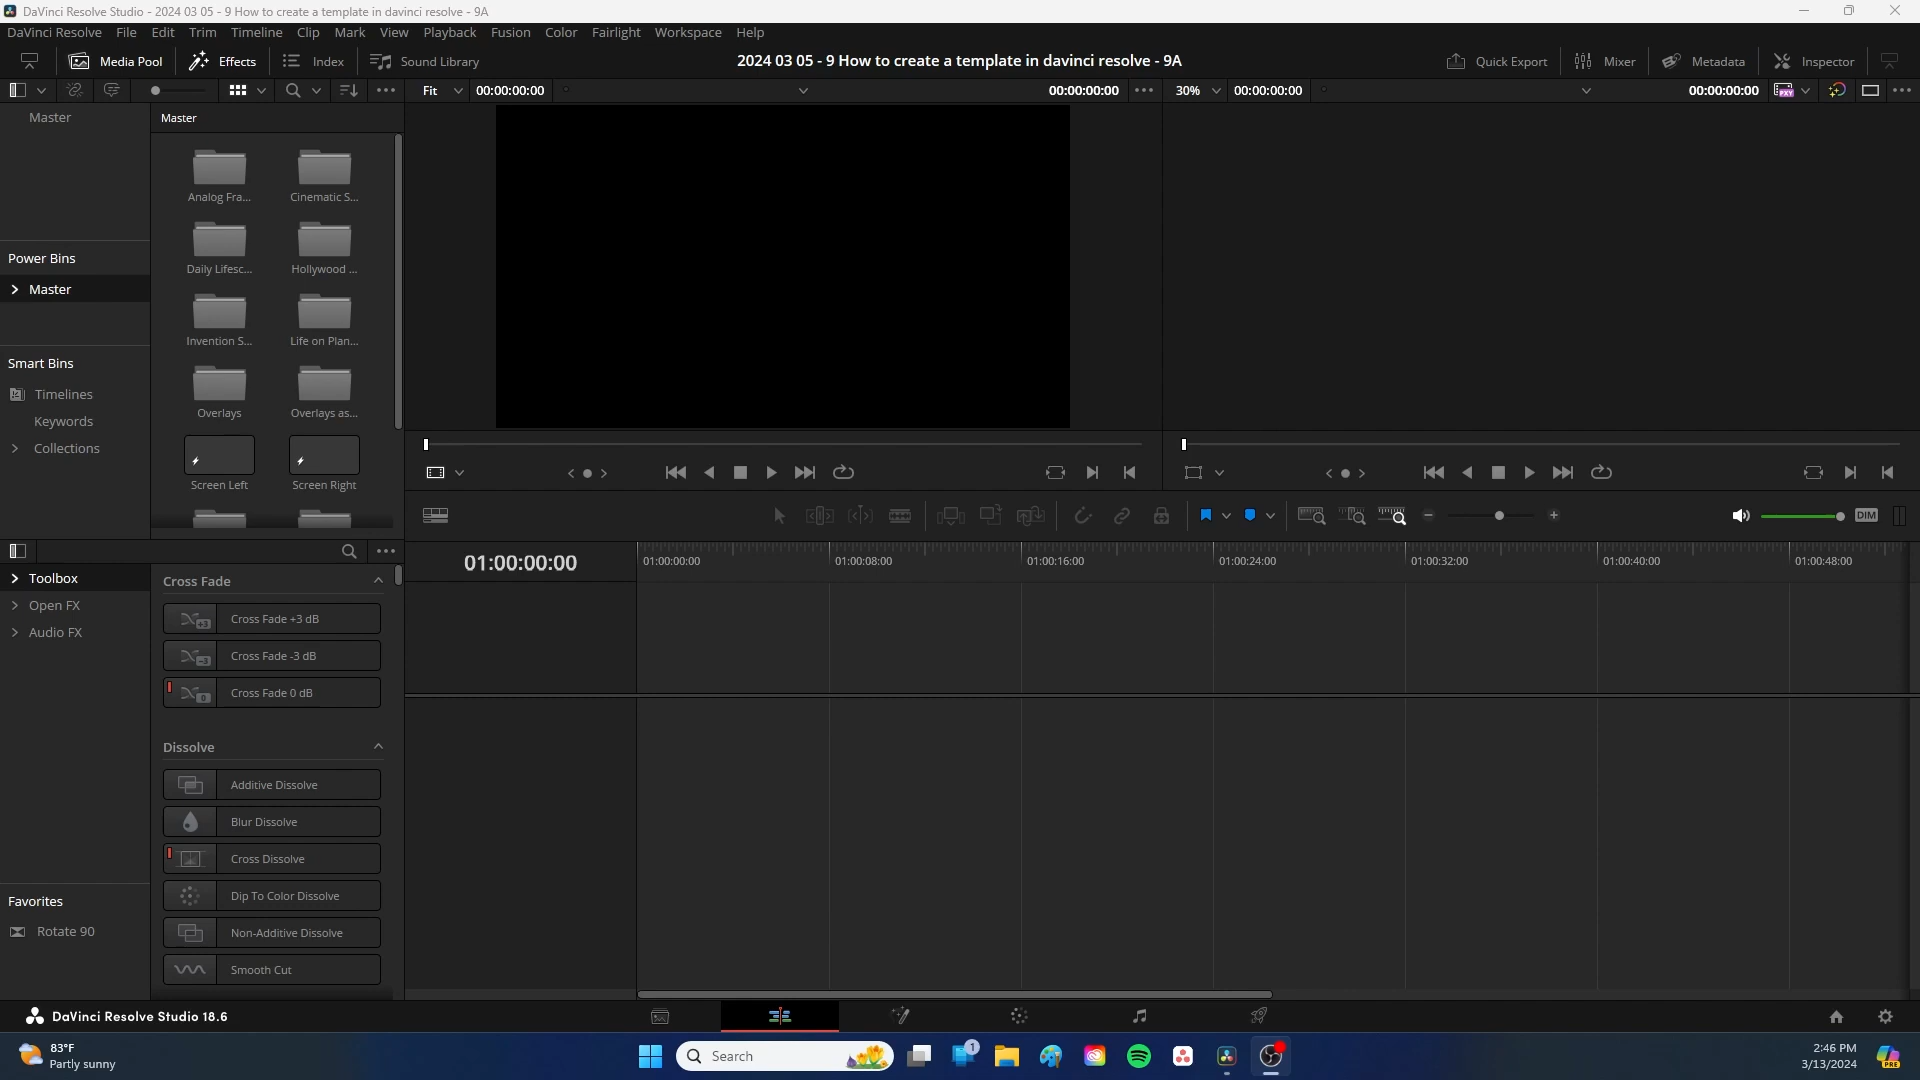 DaVinci Resolve Studio - 2024 03 05 - 9 How to create a template in davinci resolve - 9A
DaVinci Resolve File Edit Trim Timeline Clip Mark View Playback Fusion Color Fairlight Workspace Help
Media Pool Effects Index Sound Library 2024 03 05 - 9 How to create a template in davinci resolve - 9A Quick Export Mixer Metadata Inspector
Fit 00:00:00:00 00:00:00:00 30% 00:00:00:00 00:00:00:00 PXY
Master
Master
Analog Fra... Cinematic S...
Daily Lifesc... Hollywood ...
Power Bins
Master
Invention S... Life on Plan...
Smart Bins
Timelines
Keywords
Collections
Overlays Overlays as...
Screen Left Screen Right
DIM
01:00:00:00 01:00:00:00 01:00:08:00 01:00:16:00 01:00:24:00 01:00:32:00 01:00:40:00 01:00:48:00
Toolbox
Open FX
Audio FX
Cross Fade
+3 Cross Fade +3 dB
-3 Cross Fade -3 dB
0 Cross Fade 0 dB
Dissolve
Additive Dissolve
Blur Dissolve
Cross Dissolve
Dip To Color Dissolve
Non-Additive Dissolve
Smooth Cut
Favorites
Rotate 90
DaVinci Resolve Studio 18.6
83°F
Partly sunny
Search
1
2:46 PM
3/13/2024
PRE